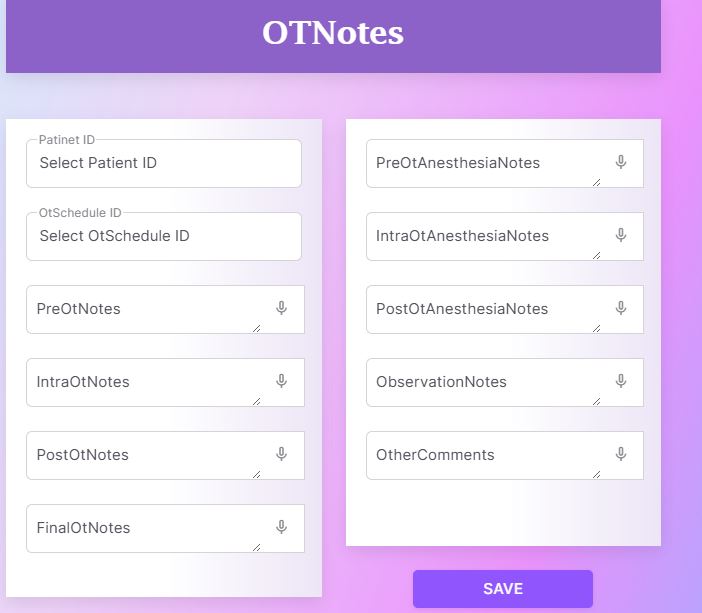 OTNotes
Patinet ID
Select Patient ID
OtSchedule ID
Select OtSchedule ID
PreOtNotes
IntraOtNotes
PostOtNotes
FinalOtNotes
PreOtAnesthesiaNotes
IntraOtAnesthesiaNotes
PostOtAnesthesiaNotes
ObservationNotes
OtherComments
SAVE